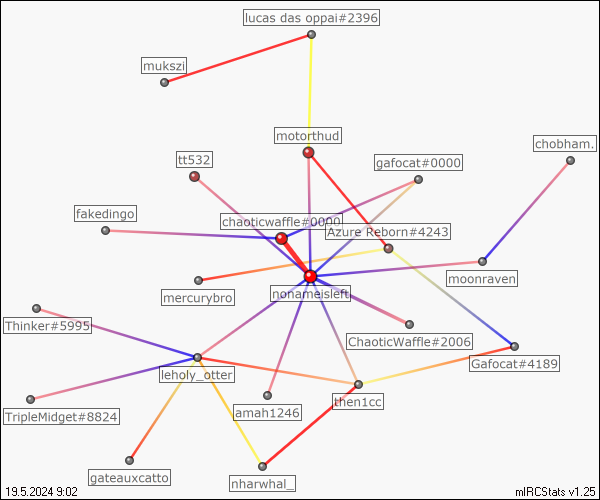 lucas das oppai#2396
mukszi
motorthud
chobham.
tt532
gafocat#0000
fakedingo
chaoticwaffle#0000
Azure Reborn#4243
moonraven
mercurybro
nonameisleft
Thinker#5995
ChaoticWaffle#2006
Gafocat#4189
leholy_otter
then1cc
TripleMidget#8824
amah1246
gateauxcatto
nharwhal_
19.5.2024 9:02
mIRCStats v1.25